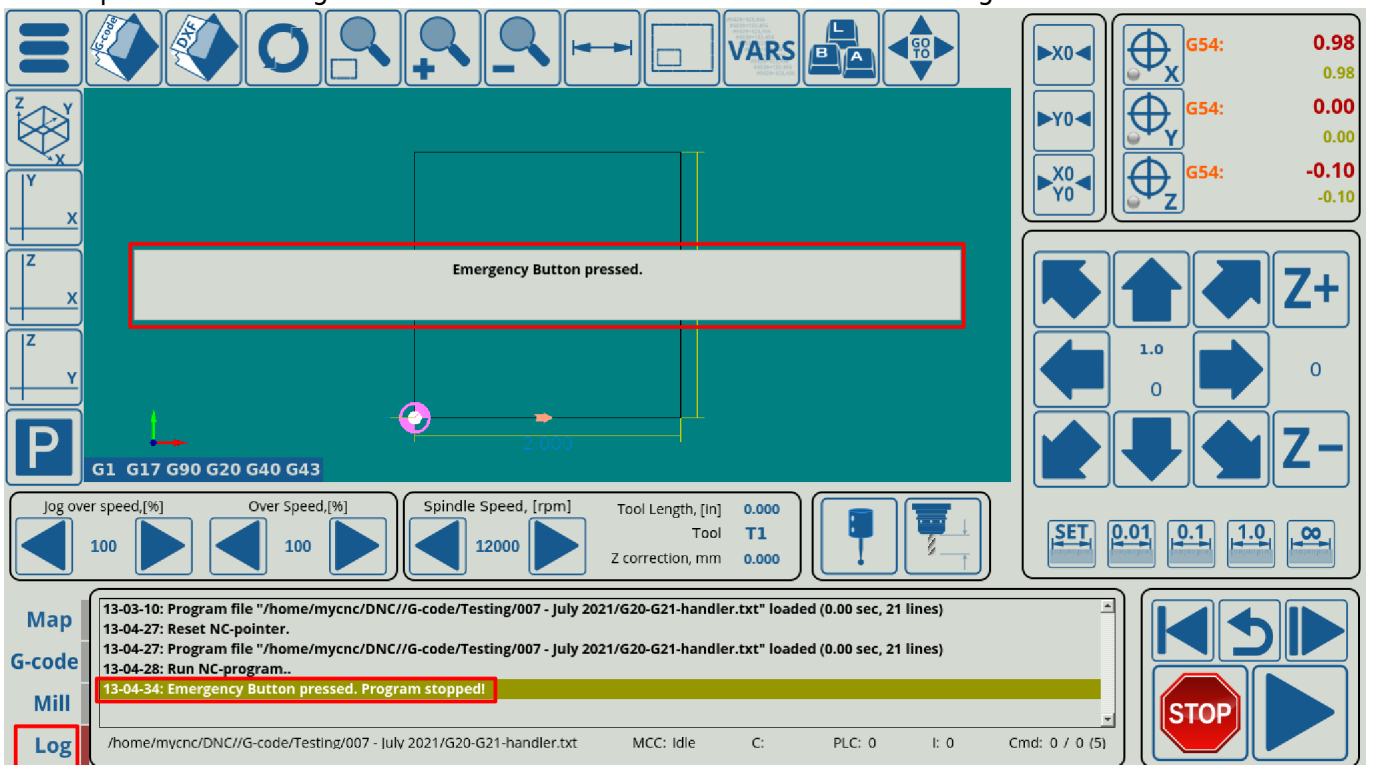 G-code
DXF
VARS
L
B
A
GO
TO
X0
G54:
0.98
X
0.98
Y0
G54:
0.00
Y
0.00
X0
Y0
G54:
-0.10
Z
-0.10
Z
Y
X
Y
X
Z
X
Z
Y
P
Emergency Button pressed.
2.000
G1 G17 G90 G20 G40 G43
Z+
1.0
0
0
Z-
SET
0.01
0.1
1.0
∞
Jog over speed,[%]
100
Over Speed,[%]
100
Spindle Speed, [rpm]
12000
Tool Length, [In] 0.000
Tool T1
Z correction, mm 0.000
Map
G-code
Mill
Log
13-03-10: Program file "/home/mycnc/DNC//G-code/Testing/007 - July 2021/G20-G21-handler.txt" loaded (0.00 sec, 21 lines)
13-04-27: Reset NC-pointer.
13-04-27: Program file "/home/mycnc/DNC//G-code/Testing/007 - July 2021/G20-G21-handler.txt" loaded (0.00 sec, 21 lines)
13-04-28: Run NC-program..
13-04-34: Emergency Button pressed. Program stopped!
/home/mycnc/DNC//G-code/Testing/007 - July 2021/G20-G21-handler.txt MCC: Idle C: PLC: 0 I: 0 Cmd: 0 / 0 (5)
STOP